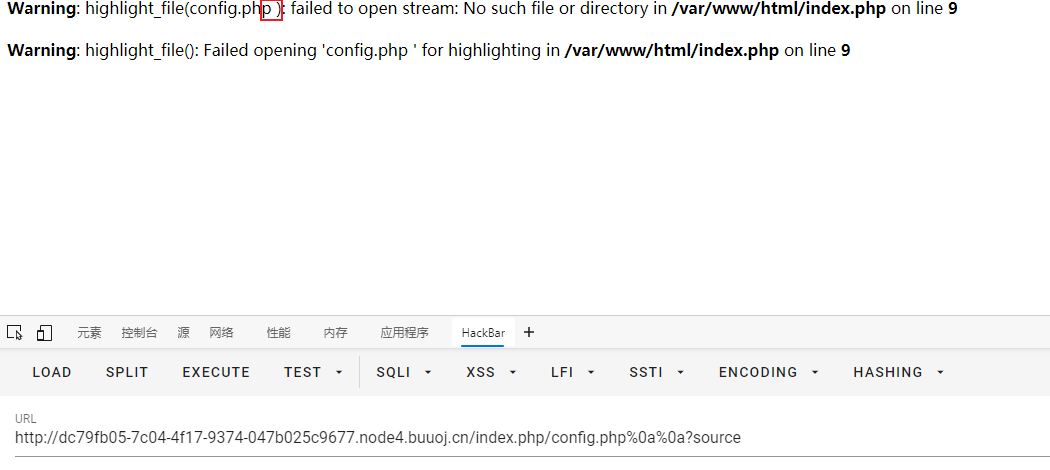 Warning: highlight_file(config.php ): failed to open stream: No such file or directory in /var/www/html/index.php on line 9
Warning: highlight_file(): Failed opening 'config.php ' for highlighting in /var/www/html/index.php on line 9
元素 控制台 源 网络 性能 内存 应用程序 HackBar +
LOAD SPLIT EXECUTE TEST SQLI XSS LFI SSTI ENCODING HASHING
URL
http://dc79fb05-7c04-4f17-9374-047b025c9677.node4.buuoj.cn/index.php/config.php%0a%0a?source